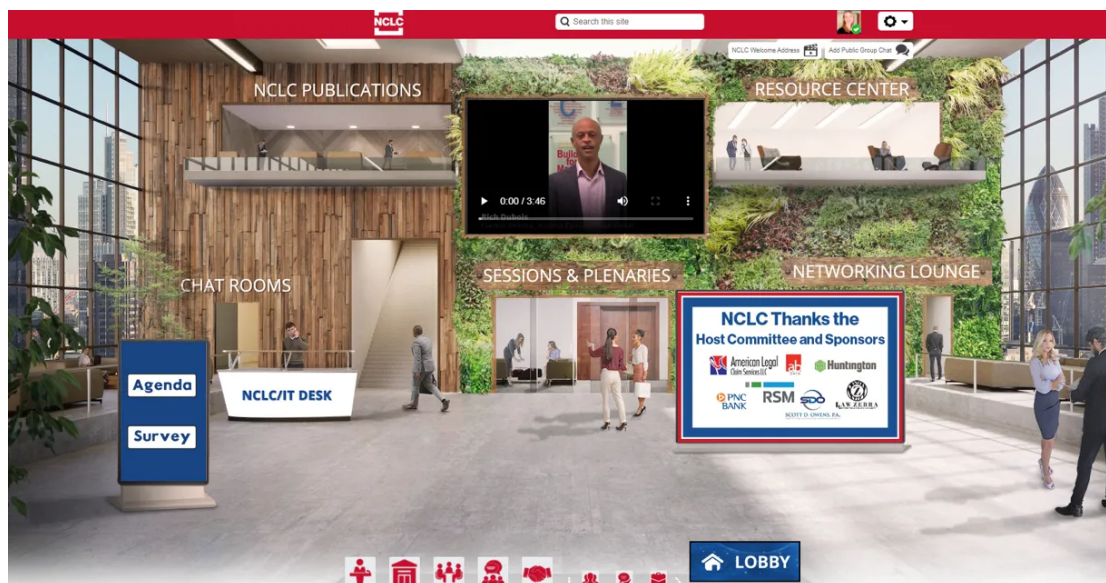 NCLC
Search this site
NCLC Welcome Address
Add Public Group Chat
NCLC PUBLICATIONS
RESOURCE CENTER
0:00 / 3:46
Rich Dubois
CHAT ROOMS
SESSIONS & PLENARIES
NETWORKING LOUNGE
NCLC Thanks the
Host Committee and Sponsors
American Legal
Claim Services LLC
ab
Huntington
PNC
BANK
RSM
SDO
SCOTT D. OWENS, P.A.
LAW ZEBRA
Agenda
Survey
NCLC/IT DESK
LOBBY